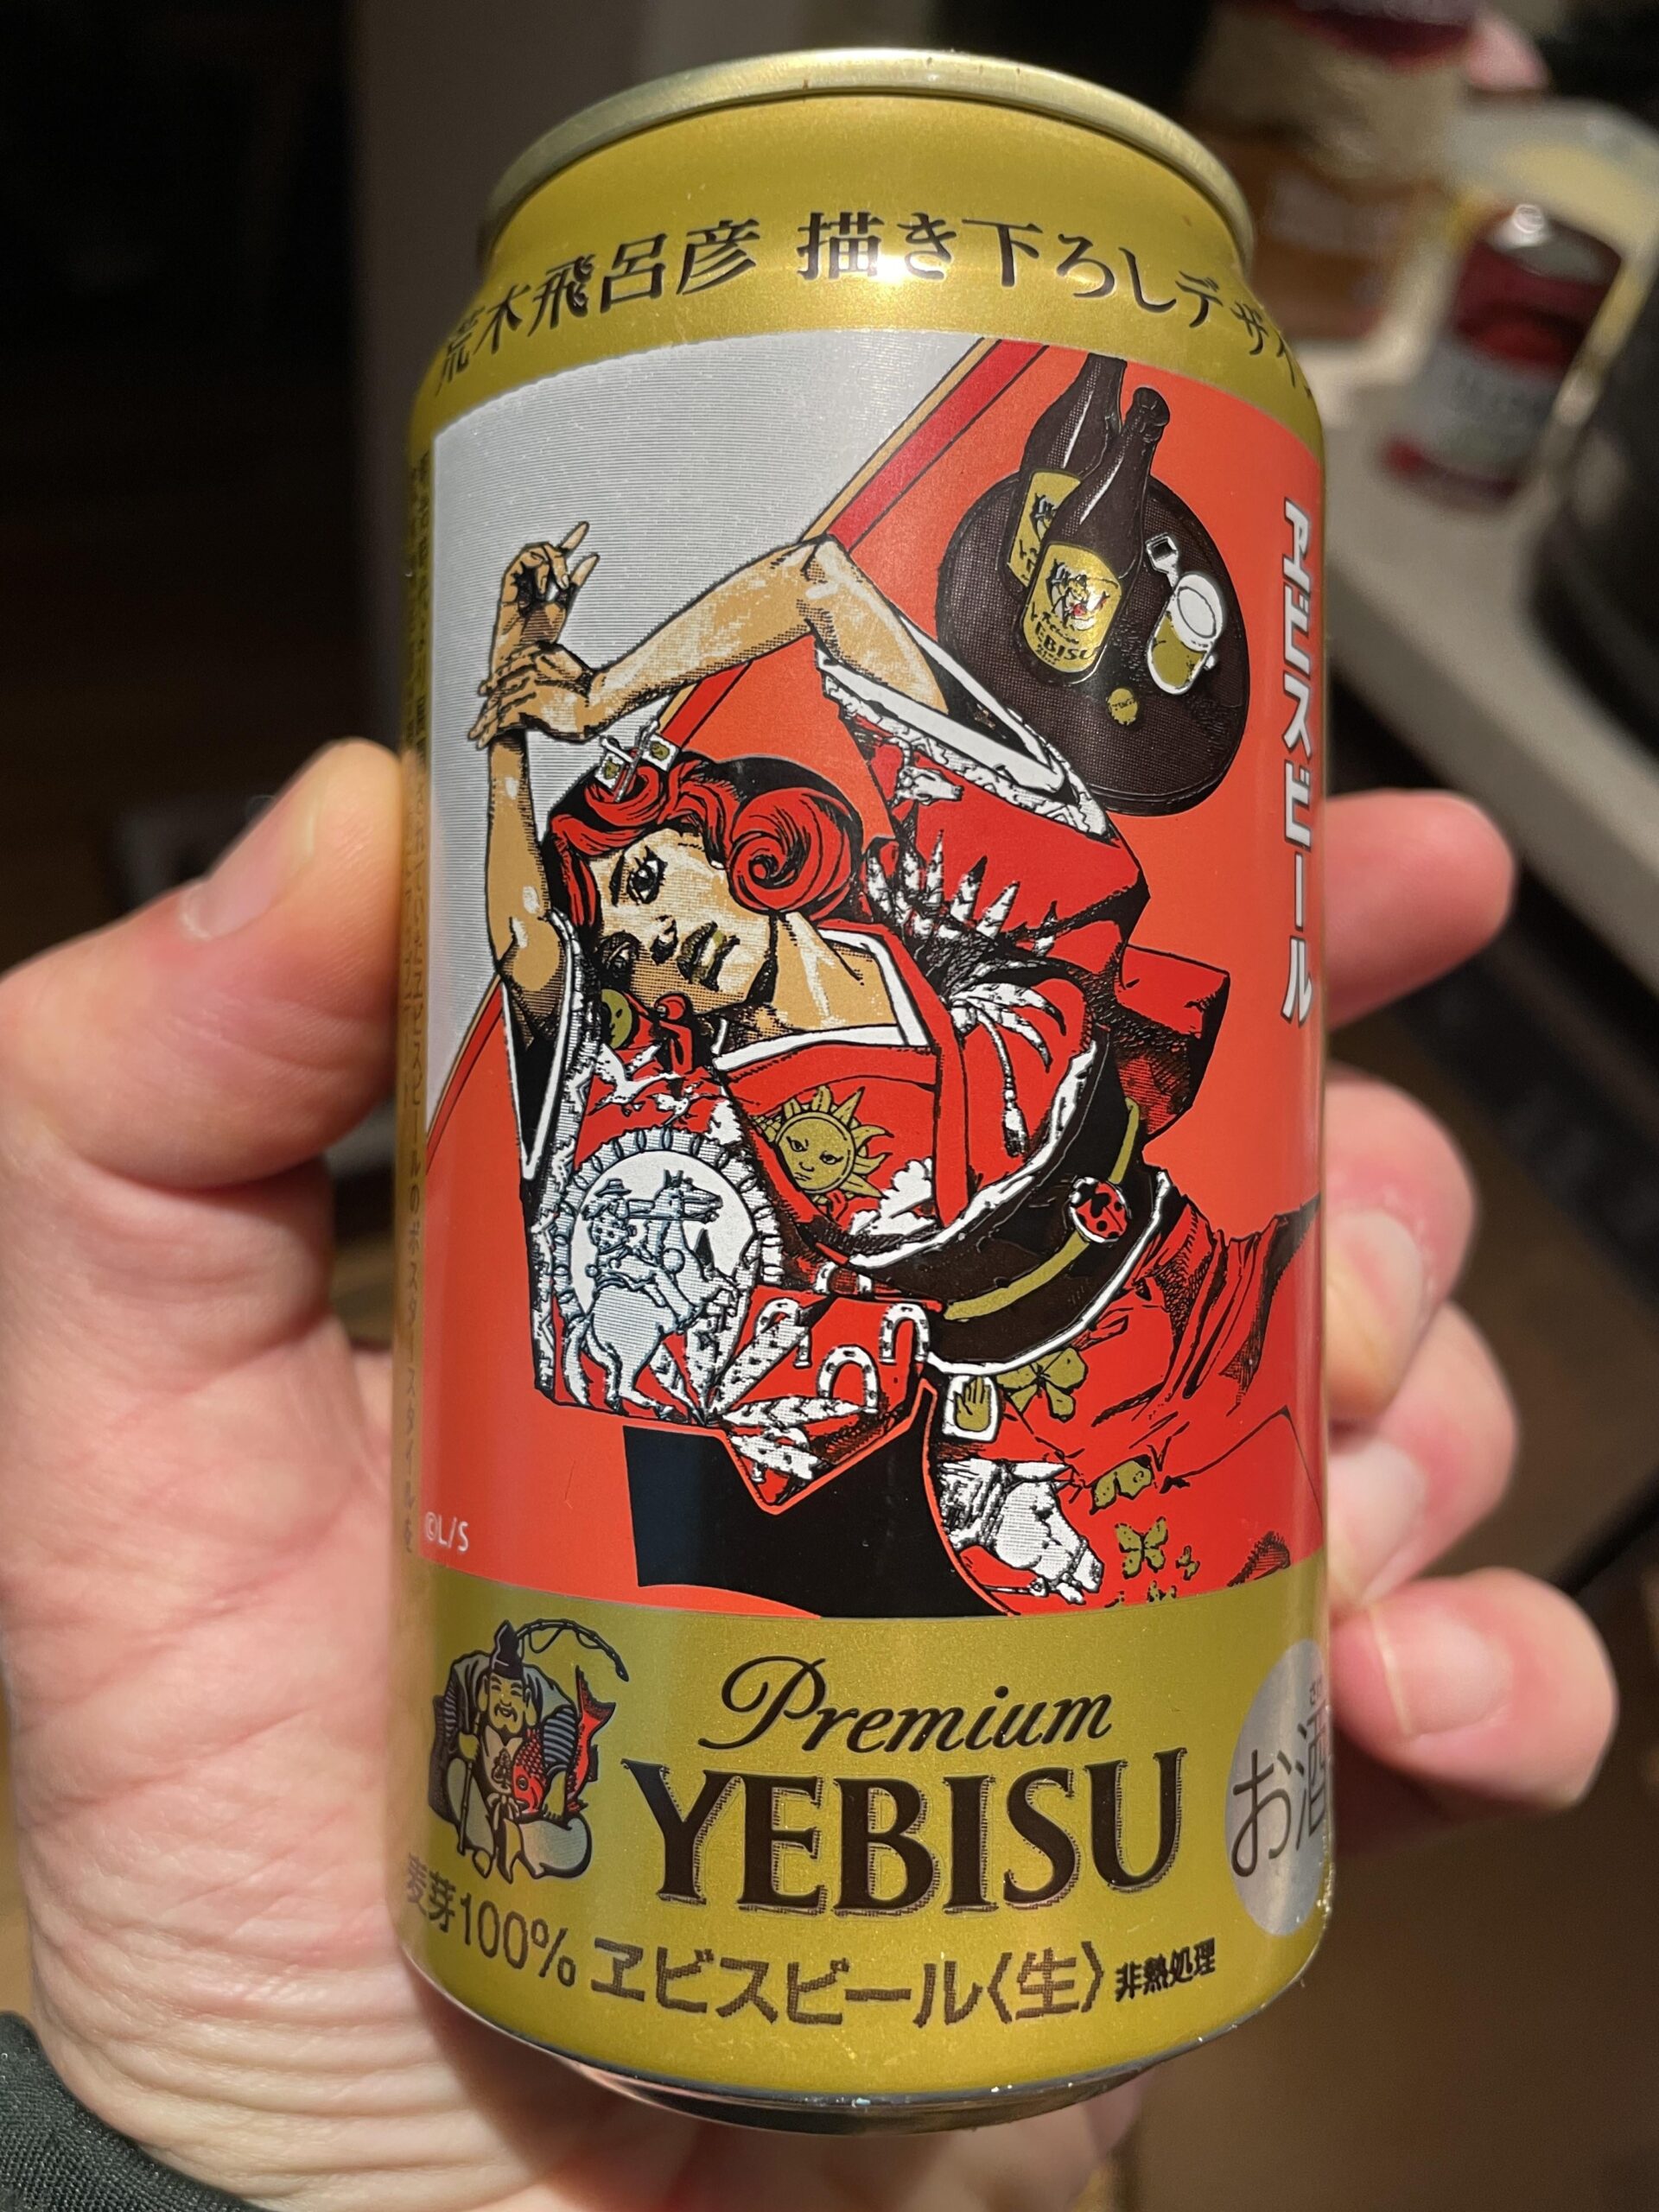 荒木飛呂彦 描き下ろしデザイン
ヱビスビール
YEBISU
©L/S
Premium
YEBISU
お酒
麦芽100% ヱビスビール〈生〉非熱処理